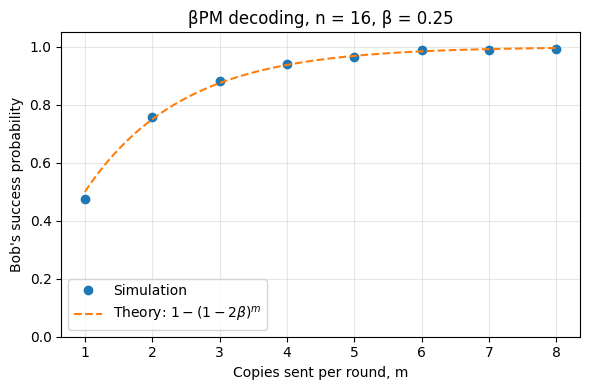 βPM decoding, n = 16, β = 0.25
Bob's success probability
1.0
0.8
0.6
0.4
0.2
0.0
Simulation
Theory: 1 − (1 − 2β)^m
1 2 3 4 5 6 7 8
Copies sent per round, m